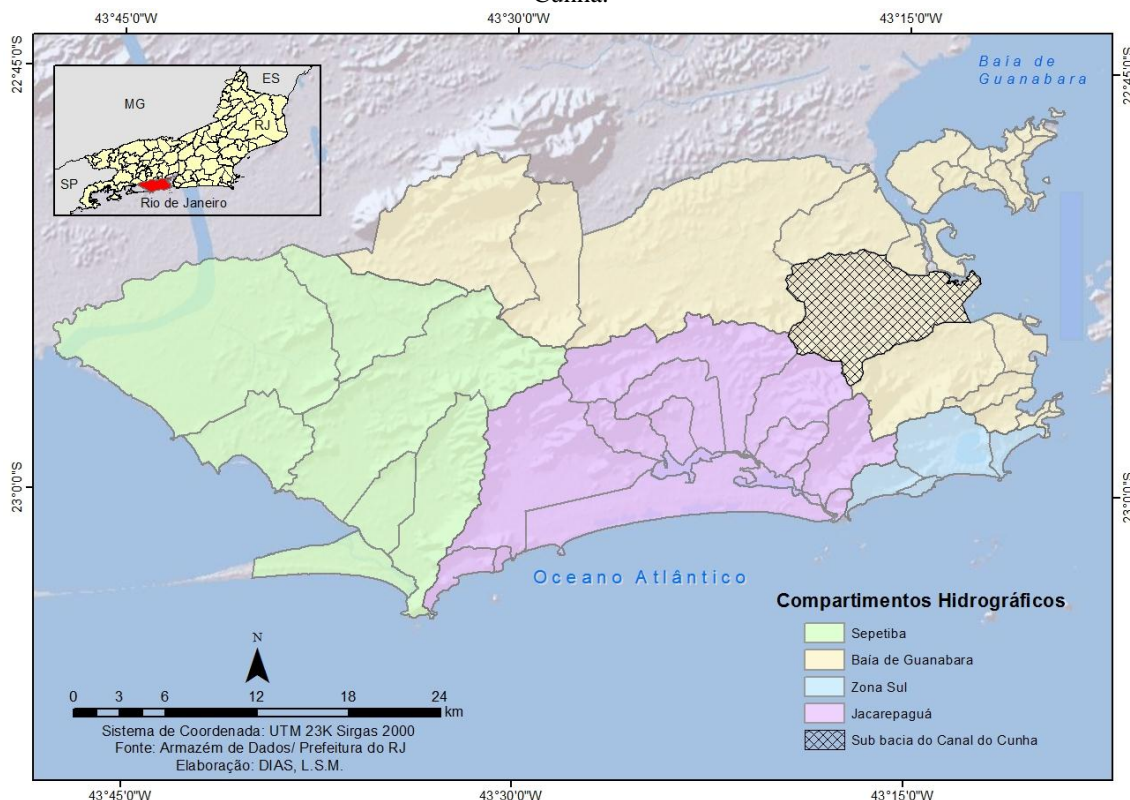 Cunha.
43°45'0"W
43°30'0"W
43°15'0"W
22°45'0"S
22°45'0"S
Baía de
Guanabara
ES
MG
RJ
SP
Rio de Janeiro
23°0'0"S
23°0'0"S
Oceano Atlântico
Compartimentos Hidrográficos
Sepetiba
Baía de Guanabara
Zona Sul
Jacarepaguá
Sub bacia do Canal do Cunha
N
0 3 6 12 18 24
km
Sistema de Coordenada: UTM 23K Sirgas 2000
Fonte: Armazém de Dados/ Prefeitura do RJ
Elaboração: DIAS, L.S.M.
43°45'0"W
43°30'0"W
43°15'0"W